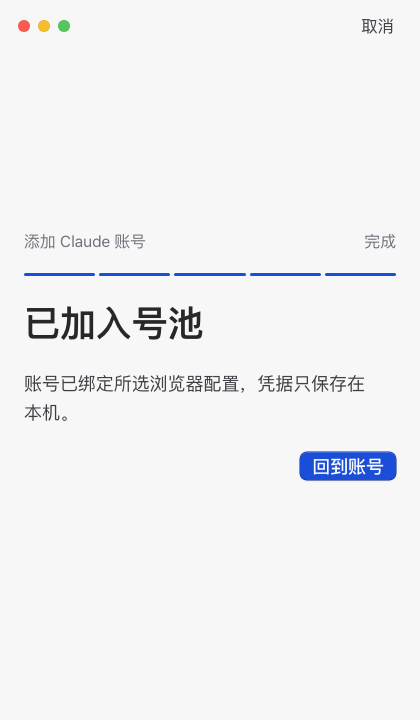 取消
添加 Claude 账号
完成
已加入号池
账号已绑定所选浏览器配置，凭据只保存在
本机。
回到账号